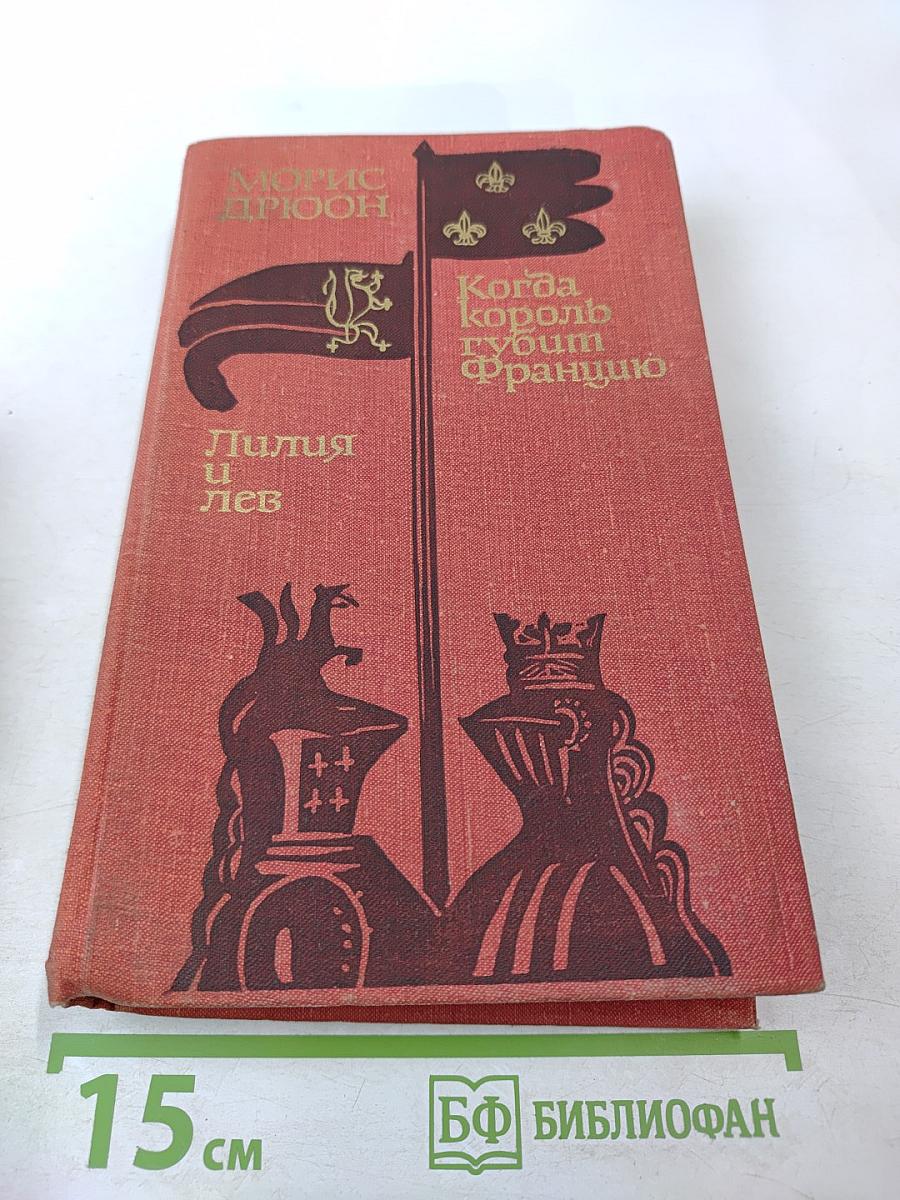 МОРИС
ДРЮОН
Когда
король
губит
Францию
Лилия
и
лев
15 см
БФ БИБЛИОФАН